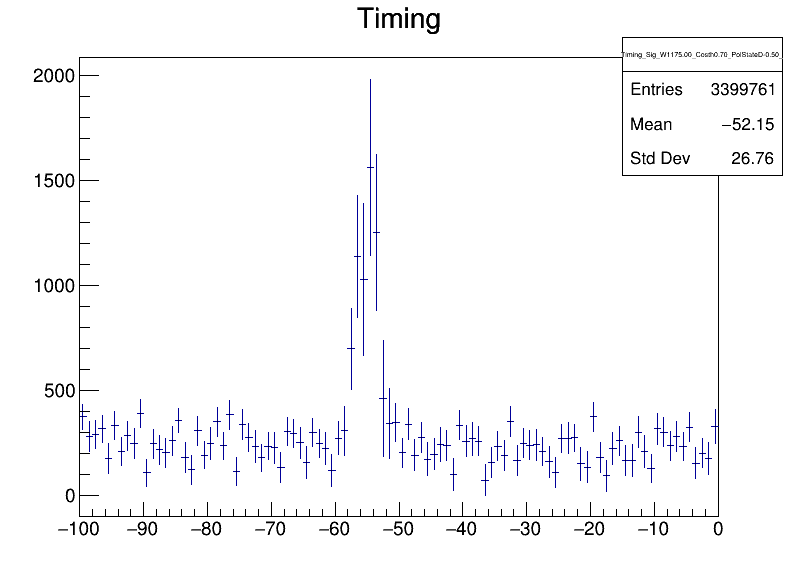 Timing
Timing_Sig_W1175.00_Costh0.70_PolStateD-0.50_
Entries 3399761
Mean −52.15
Std Dev 26.76
2000
1500
1000
500
0
−100 −90 −80 −70 −60 −50 −40 −30 −20 −10 0